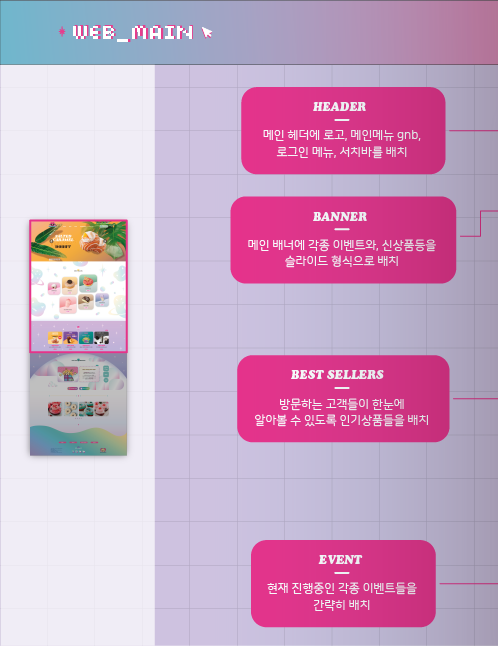 WEB_MAIN
HEADER
메인 헤더에 로고, 메인메뉴 gnb,
로그인 메뉴, 서치바를 배치
BANNER
메인 배너에 각종 이벤트와, 신상품등을
슬라이드 형식으로 배치
BEST SELLERS
방문하는 고객들이 한눈에
알아볼 수 있도록 인기상품들을 배치
EVENT
현재 진행중인 각종 이벤트들을
간략히 배치